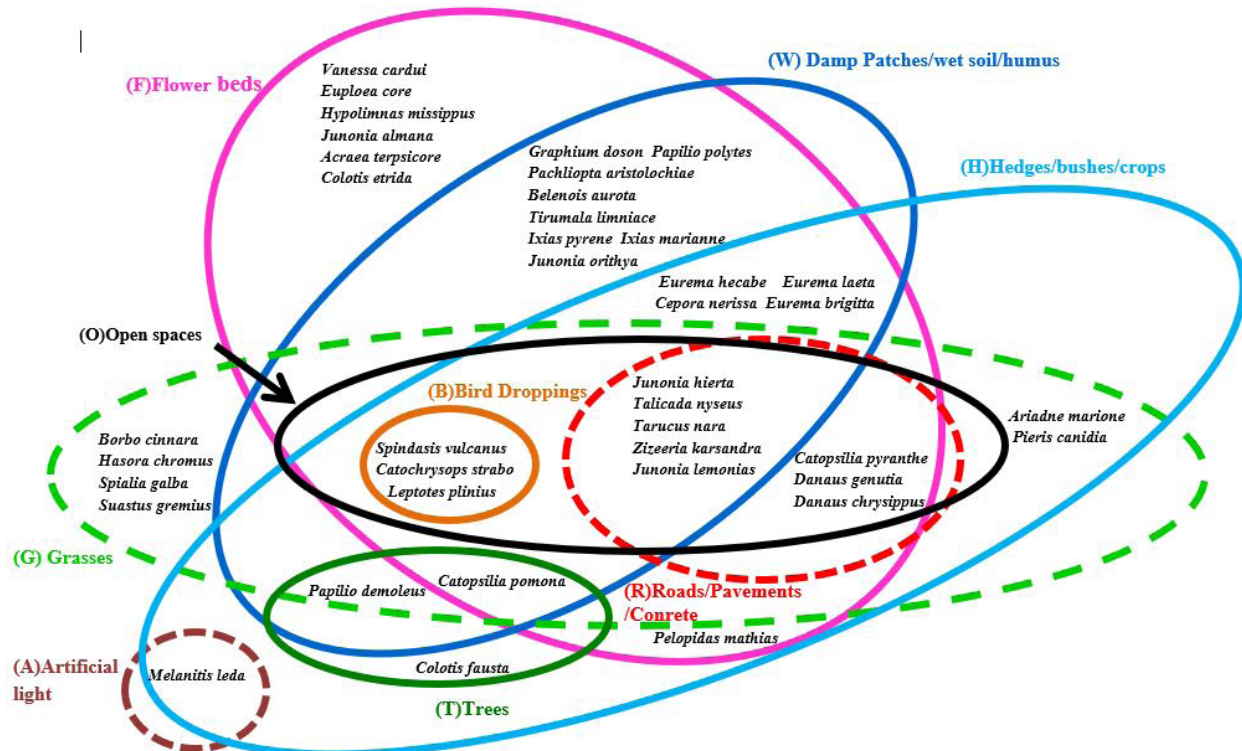 (F)Flower beds
Vanessa cardui
Euploea core
Hypolimnas missippus
Junonia almana
Acraea terpsicore
Colotis etrida
(W) Damp Patches/wet soil/humus
Graphium doson Papilio polytes
Pachliopta aristolochiae
Belenois aurota
Tirumala limniace
Ixias pyrene Ixias marianne
Junonia orithya
(H)Hedges/bushes/crops
Eurema hecabe Eurema laeta
Cepora nerissa Eurema brigitta
(O)Open spaces
(B)Bird Droppings
Spindasis vulcanus
Catochrysops strabo
Leptotes plinius
Junonia hierta
Talicada nyseus
Tarucus nara
Zizeeria karsandra
Junonia lemonias
Catopsilia pyranthe
Danaus genutia
Danaus chrysippus
Ariadne marione
Pieris canidia
Borbo cinnara
Hasora chromus
Spialia galba
Suastus gremius
(G) Grasses
Papilio demoleus
Catopsilia pomona
(R)Roads/Pavements
/Conrete
Pelopidas mathias
(A)Artificial
light
Melanitis leda
Colotis fausta
(T)Trees